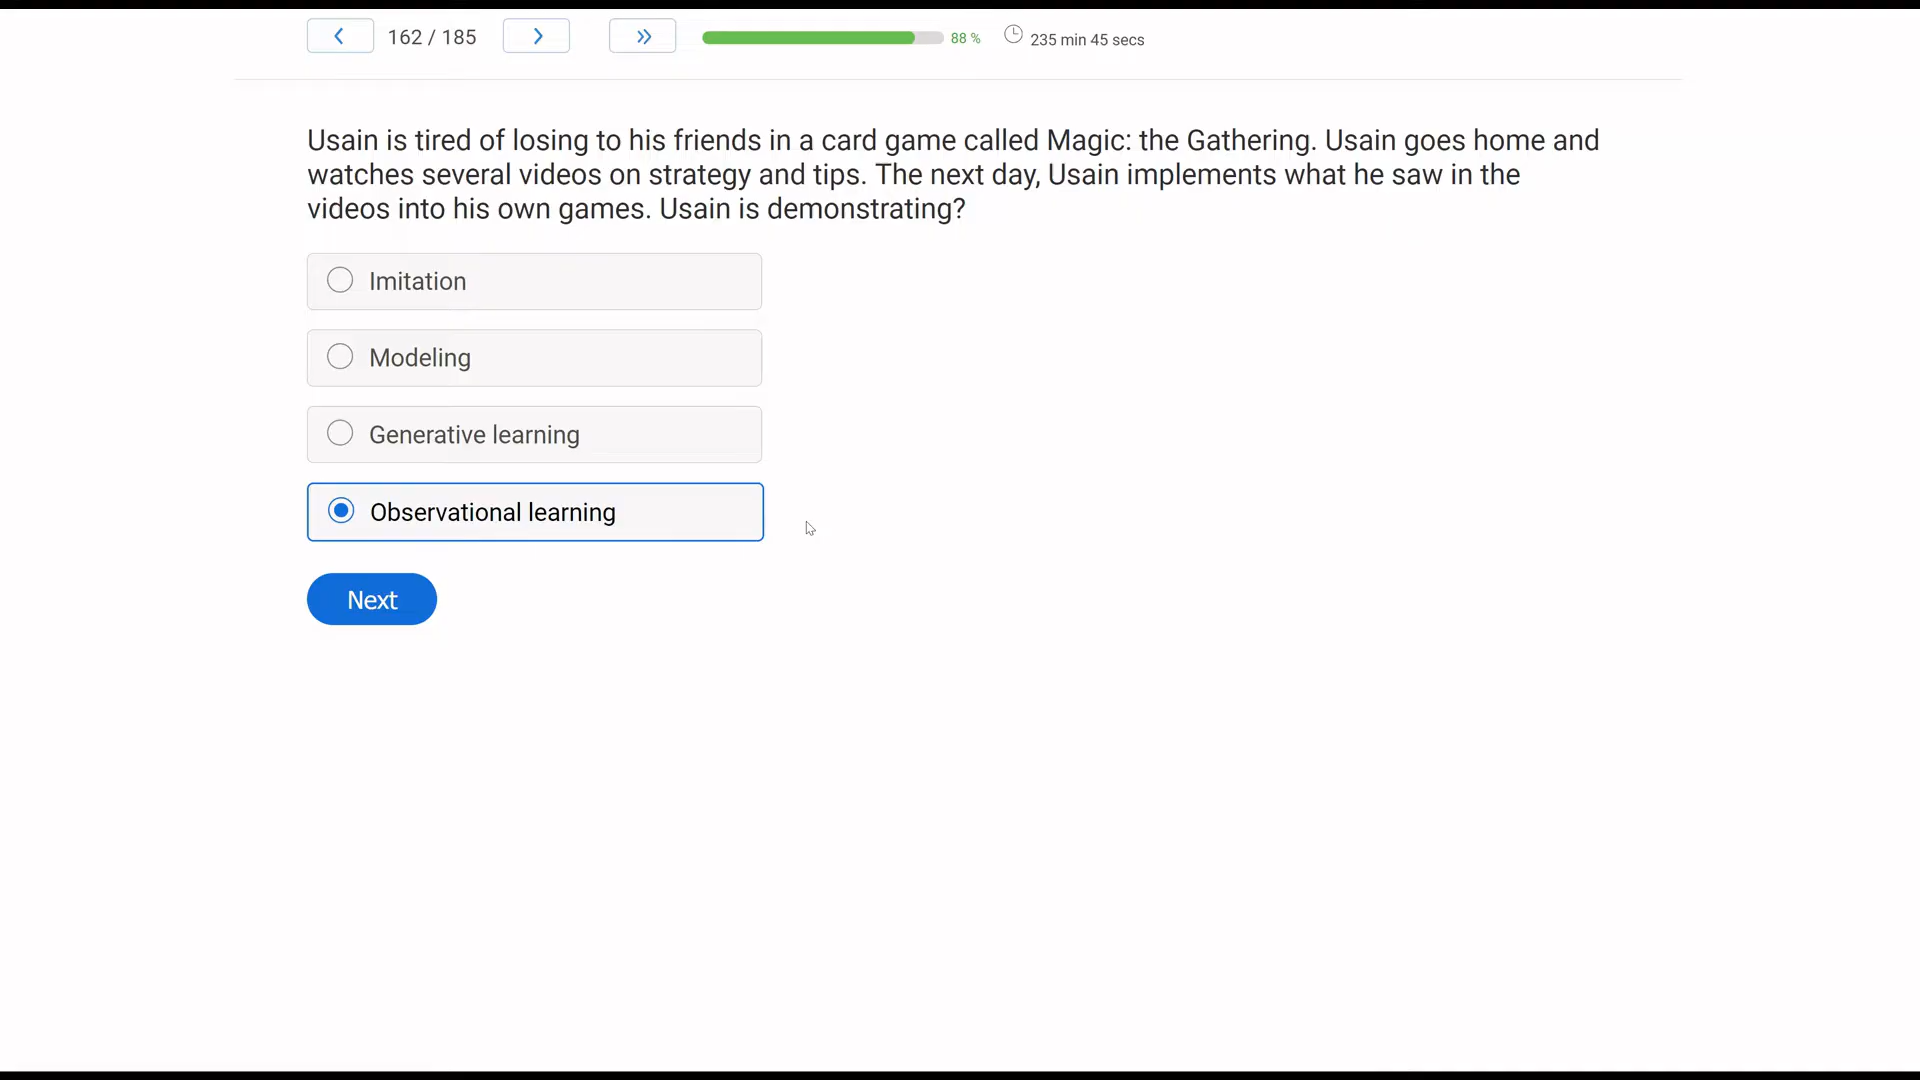 162 / 185
88 %
235 min 45 secs
Usain is tired of losing to his friends in a card game called Magic: the Gathering. Usain goes home and
watches several videos on strategy and tips. The next day, Usain implements what he saw in the
videos into his own games. Usain is demonstrating?
Imitation
Modeling
Generative learning
Observational learning
Next